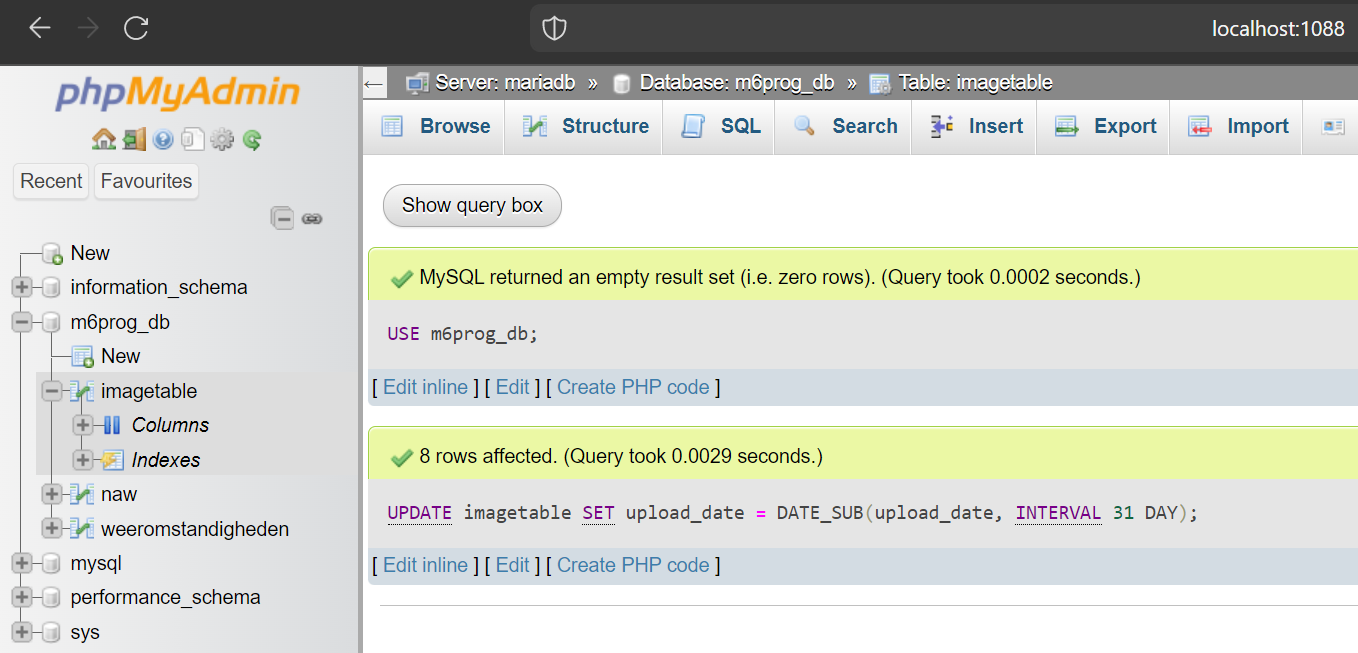 localhost:1088
phpMyAdmin
Recent Favourites
New
information_schema
m6prog_db
New
imagetable
Columns
Indexes
naw
weeromstandigheden
mysql
performance_schema
sys
← Server: mariadb » Database: m6prog_db » Table: imagetable
Browse Structure SQL Search Insert Export Import
Show query box
MySQL returned an empty result set (i.e. zero rows). (Query took 0.0002 seconds.)
USE m6prog_db;
[ Edit inline ] [ Edit ] [ Create PHP code ]
8 rows affected. (Query took 0.0029 seconds.)
UPDATE imagetable SET upload_date = DATE_SUB(upload_date, INTERVAL 31 DAY);
[ Edit inline ] [ Edit ] [ Create PHP code ]